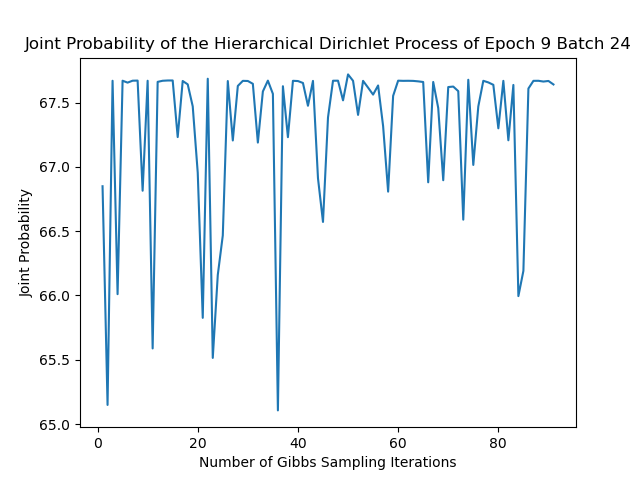 Joint Probability of the Hierarchical Dirichlet Process of Epoch 9 Batch 24
67.5
67.0
66.5
66.0
65.5
65.0
Joint Probability
0 20 40 60 80
Number of Gibbs Sampling Iterations